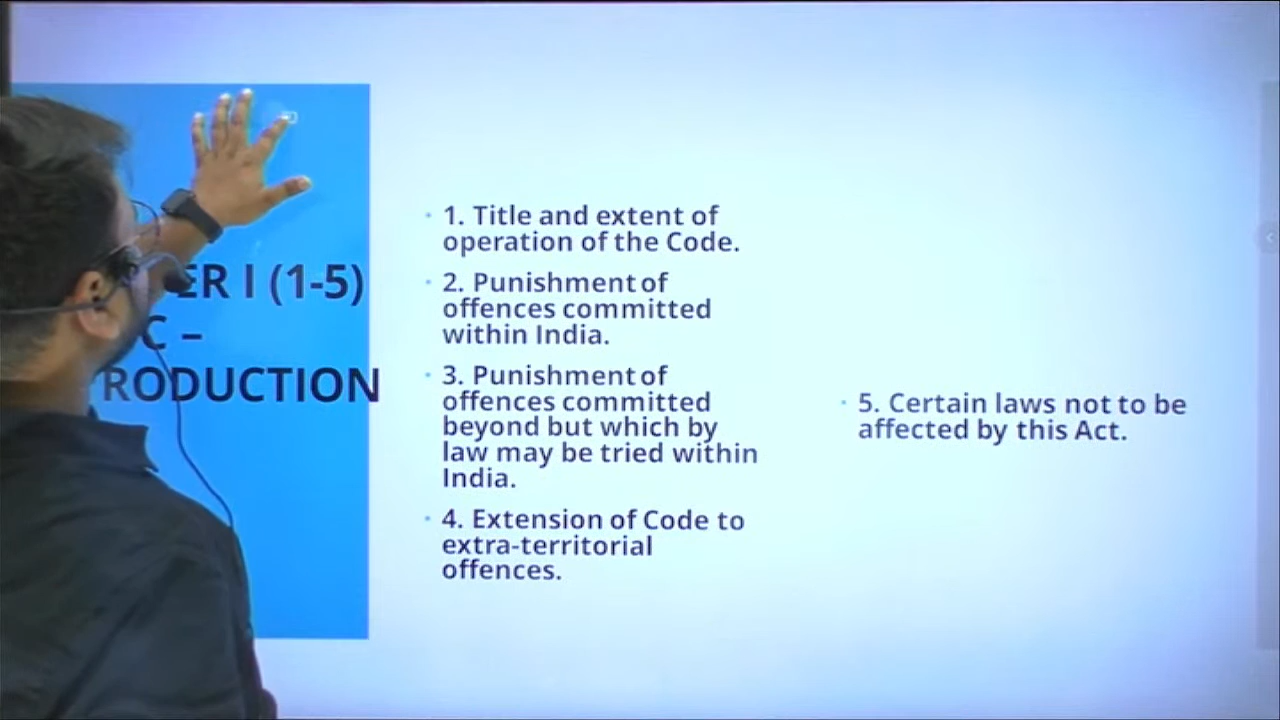 ER I (1-5)
C –
RODUCTION
1. Title and extent of
operation of the Code.
2. Punishment of
offences committed
within India.
3. Punishment of
offences committed
beyond but which by
law may be tried within
India.
4. Extension of Code to
extra-territorial
offences.
5. Certain laws not to be
affected by this Act.